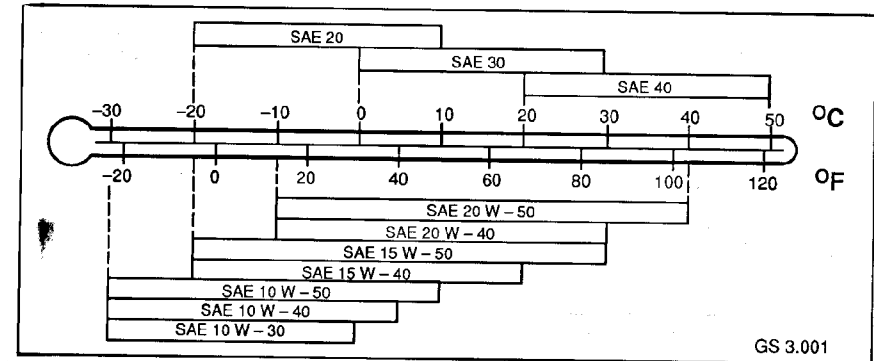 SAE 20
SAE 30
SAE 40
–30 –20 –10 0 10 20 30 40 50 °C
–20 0 20 40 60 80 100 120 °F
SAE 20 W – 50
SAE 20 W – 40
SAE 15 W – 50
SAE 15 W – 40
SAE 10 W – 50
SAE 10 W – 40
SAE 10 W – 30
GS 3.001